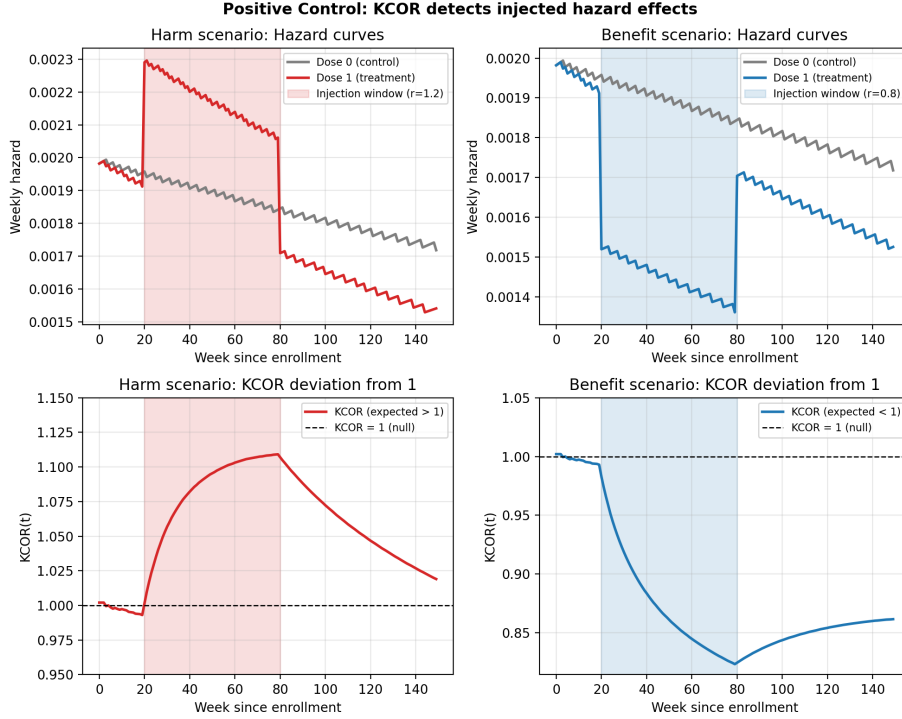 Positive Control: KCOR detects injected hazard effects
Harm scenario: Hazard curves
Weekly hazard
0.0023
0.0022
0.0021
0.0020
0.0019
0.0018
0.0017
0.0016
0.0015
Dose 0 (control)
Dose 1 (treatment)
Injection window (r=1.2)
0 20 40 60 80 100 120 140
Week since enrollment
Benefit scenario: Hazard curves
Weekly hazard
0.0020
0.0019
0.0018
0.0017
0.0016
0.0015
0.0014
Dose 0 (control)
Dose 1 (treatment)
Injection window (r=0.8)
0 20 40 60 80 100 120 140
Week since enrollment
Harm scenario: KCOR deviation from 1
KCOR(t)
1.150
1.125
1.100
1.075
1.050
1.025
1.000
0.975
0.950
KCOR (expected > 1)
KCOR = 1 (null)
0 20 40 60 80 100 120 140
Week since enrollment
Benefit scenario: KCOR deviation from 1
KCOR(t)
1.05
1.00
0.95
0.90
0.85
KCOR (expected < 1)
KCOR = 1 (null)
0 20 40 60 80 100 120 140
Week since enrollment